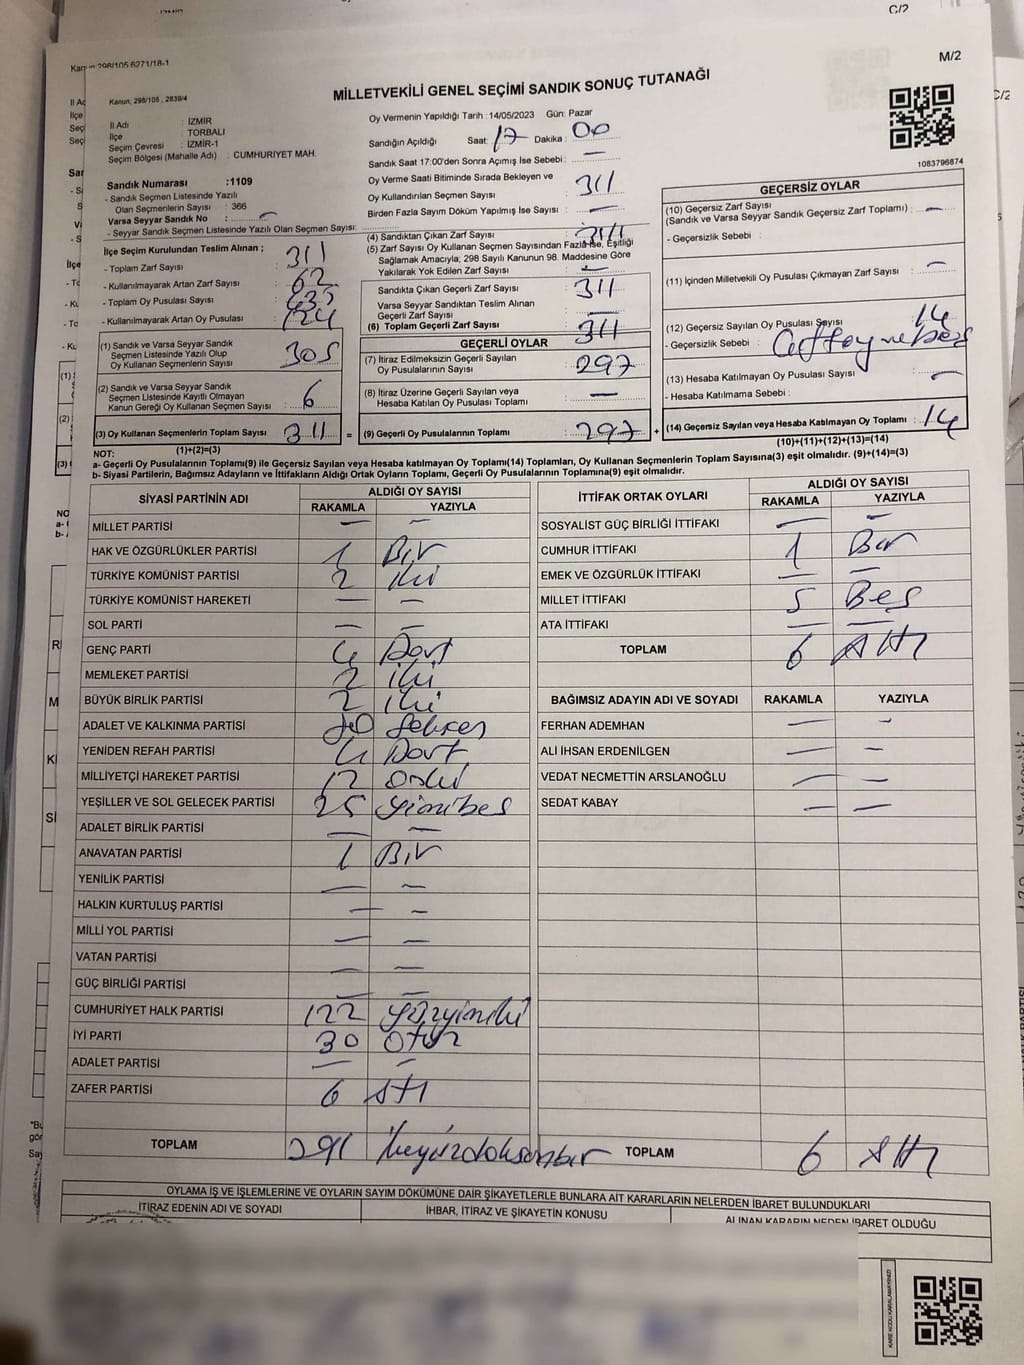 C/2
Kanun 298/105 6271/18-1
M/2
MİLLETVEKİLİ GENEL SEÇİMİ SANDIK SONUÇ TUTANAĞI
Kanun; 298/105 , 2839/4
İl Adı : İZMİR
İlçe : TORBALI
Seçim Çevresi : İZMİR-1
Seçim Bölgesi (Mahalle Adı) : CUMHURİYET MAH.
Oy Vermenin Yapıldığı Tarih : 14/05/2023 Gün: Pazar
Sandığın Açıldığı Saat: 17 Dakika : 00
Sandık Saat 17:00'den Sonra Açımış İse Sebebi : —
Oy Verme Saati Bitiminde Sırada Bekleyen ve
Oy Kullandırılan Seçmen Sayısı : 311
Birden Fazla Sayım Döküm Yapılmış İse Sayısı : —
1083796874
Sandık Numarası :1109
- Sandık Seçmen Listesinde Yazılı
Olan Seçmenlerin Sayısı : 366
Varsa Seyyar Sandık No : —
- Seyyar Sandık Seçmen Listesinde Yazılı Olan Seçmen Sayısı:
İlçe Seçim Kurulundan Teslim Alınan ;
- Toplam Zarf Sayısı : 311
- Kullanılmayarak Artan Zarf Sayısı : 62
- Toplam Oy Pusulası Sayısı : 435
- Kullanılmayarak Artan Oy Pusulası : 124
(4) Sandıktan Çıkan Zarf Sayısı : 311
(5) Zarf Sayısı Oy Kullanan Seçmen Sayısından Fazla İse, Eşitliği
Sağlamak Amacıyla; 298 Sayılı Kanunun 98. Maddesine Göre
Yakılarak Yok Edilen Zarf Sayısı : —
Sandıkta Çıkan Geçerli Zarf Sayısı : 311
Varsa Seyyar Sandıktan Teslim Alınan
Geçerli Zarf Sayısı : —
(6) Toplam Geçerli Zarf Sayısı : 311
GEÇERSİZ OYLAR
(10) Geçersiz Zarf Sayısı
(Sandık ve Varsa Seyyar Sandık Geçersiz Zarf Toplamı) : —
- Geçersizlik Sebebi :
(11) İçinden Milletvekili Oy Pusulası Çıkmayan Zarf Sayısı : —
(12) Geçersiz Sayılan Oy Pusulası Sayısı : 14
- Geçersizlik Sebebi :
(13) Hesaba Katılmayan Oy Pusulası Sayısı : —
- Hesaba Katılmama Sebebi :
(14) Geçersiz Sayılan veya Hesaba Katılmayan Oy Toplamı : 14
(10)+(11)+(12)+(13)=(14)
(1) Sandık ve Varsa Seyyar Sandık
Seçmen Listesinde Yazılı Olup
Oy Kullanan Seçmenlerin Sayısı : 305
(2) Sandık ve Varsa Seyyar Sandık
Seçmen Listesinde Kayıtlı Olmayan
Kanun Gereği Oy Kullanan Seçmen Sayısı : 6
(3) Oy Kullanan Seçmenlerin Toplam Sayısı : 311 =
(1)+(2)=(3)
GEÇERLİ OYLAR
(7) İtiraz Edilmeksizin Geçerli Sayılan
Oy Pusulalarının Sayısı : 297
(8) İtiraz Üzerine Geçerli Sayılan veya
Hesaba Katılan Oy Pusulası Toplamı : —
(9) Geçerli Oy Pusulalarının Toplamı : 297 +
NOT:
a- Geçerli Oy Pusulalarının Toplamı(9) ile Geçersiz Sayılan veya Hesaba katılmayan Oy Toplamı(14) Toplamları, Oy Kullanan Seçmenlerin Toplam Sayısına(3) eşit olmalıdır. (9)+(14)=(3)
b- Siyasi Partilerin, Bağımsız Adayların ve İttifakların Aldığı Ortak Oyların Toplamı, Geçerli Oy Pusulalarının Toplamına(9) eşit olmalıdır.
SİYASİ PARTİNİN ADI ALDIĞI OY SAYISI
RAKAMLA YAZIYLA
MİLLET PARTİSİ — —
HAK VE ÖZGÜRLÜKLER PARTİSİ 1 Bir
TÜRKİYE KOMÜNİST PARTİSİ 2 iki
TÜRKİYE KOMÜNİST HAREKETİ — —
SOL PARTİ — —
GENÇ PARTİ 4 Dört
MEMLEKET PARTİSİ 2 iki
BÜYÜK BİRLİK PARTİSİ 2 iki
ADALET VE KALKINMA PARTİSİ 80 Seksen
YENİDEN REFAH PARTİSİ 4 Dört
MİLLİYETÇİ HAREKET PARTİSİ 12 oniki
YEŞİLLER VE SOL GELECEK PARTİSİ 25 yirmibeş
ADALET BİRLİK PARTİSİ — —
ANAVATAN PARTİSİ 1 Bir
YENİLİK PARTİSİ — —
HALKIN KURTULUŞ PARTİSİ — —
MİLLİ YOL PARTİSİ — —
VATAN PARTİSİ — —
GÜÇ BİRLİĞİ PARTİSİ — —
CUMHURİYET HALK PARTİSİ 122 yüzyirmiiki
İYİ PARTİ 30 otuz
ADALET PARTİSİ — —
ZAFER PARTİSİ 6 Altı
TOPLAM 291 ikiyüzdoksanbir
İTTİFAK ORTAK OYLARI ALDIĞI OY SAYISI
RAKAMLA YAZIYLA
SOSYALİST GÜÇ BİRLİĞİ İTTİFAKI — —
CUMHUR İTTİFAKI 1 Bir
EMEK VE ÖZGÜRLÜK İTTİFAKI — —
MİLLET İTTİFAKI 5 Beş
ATA İTTİFAKI — —
TOPLAM 6 Altı
BAĞIMSIZ ADAYIN ADI VE SOYADI RAKAMLA YAZIYLA
FERHAN ADEMHAN — —
ALİ İHSAN ERDENİLGEN — —
VEDAT NECMETTİN ARSLANOĞLU — —
SEDAT KABAY — —
TOPLAM 6 Altı
OYLAMA İŞ VE İŞLEMLERİNE VE OYLARIN SAYIM DÖKÜMÜNE DAİR ŞİKAYETLERLE BUNLARA AİT KARARLARIN NELERDEN İBARET BULUNDUKLARI
İTİRAZ EDENİN ADI VE SOYADI İHBAR, İTİRAZ VE ŞİKAYETİN KONUSU ALINAN KARARIN NEDEN İBARET OLDUĞU
KARE KODU KARALAMAYINIZ!